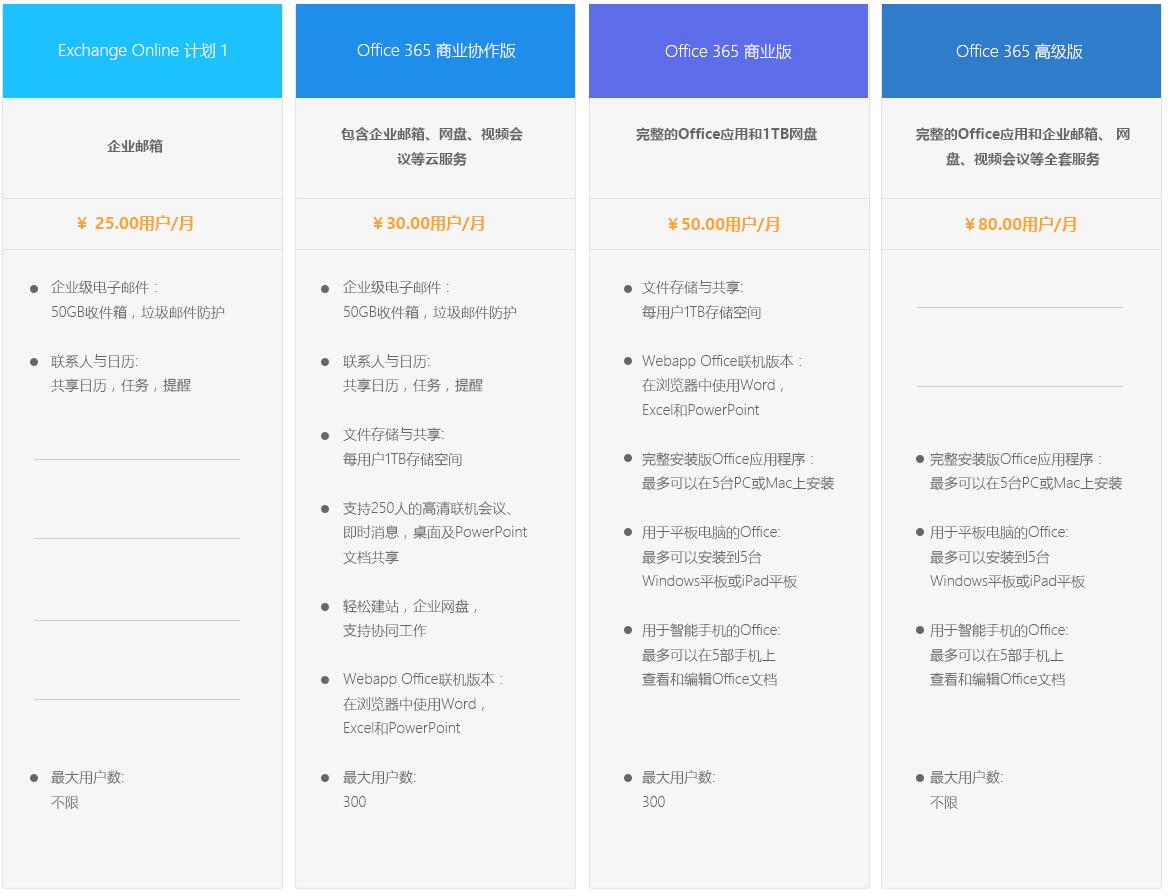 Exchange Online 计划 1
企业邮箱
¥ 25.00用户/月
企业级电子邮件：
50GB收件箱，垃圾邮件防护
联系人与日历:
共享日历，任务，提醒
最大用户数:
不限
Office 365 商业协作版
包含企业邮箱、网盘、视频会
议等云服务
¥30.00用户/月
企业级电子邮件：
50GB收件箱，垃圾邮件防护
联系人与日历:
共享日历，任务，提醒
文件存储与共享:
每用户1TB存储空间
支持250人的高清联机会议、
即时消息，桌面及PowerPoint
文档共享
轻松建站，企业网盘，
支持协同工作
Webapp Office联机版本：
在浏览器中使用Word，
Excel和PowerPoint
最大用户数:
300
Office 365 商业版
完整的Office应用和1TB网盘
¥50.00用户/月
文件存储与共享:
每用户1TB存储空间
Webapp Office联机版本：
在浏览器中使用Word，
Excel和PowerPoint
完整安装版Office应用程序：
最多可以在5台PC或Mac上安装
用于平板电脑的Office:
最多可以安装到5台
Windows平板或iPad平板
用于智能手机的Office:
最多可以在5部手机上
查看和编辑Office文档
最大用户数:
300
Office 365 高级版
完整的Office应用和企业邮箱、 网
盘、视频会议等全套服务
¥80.00用户/月
完整安装版Office应用程序：
最多可以在5台PC或Mac上安装
用于平板电脑的Office:
最多可以安装到5台
Windows平板或iPad平板
用于智能手机的Office:
最多可以在5部手机上
查看和编辑Office文档
最大用户数:
不限